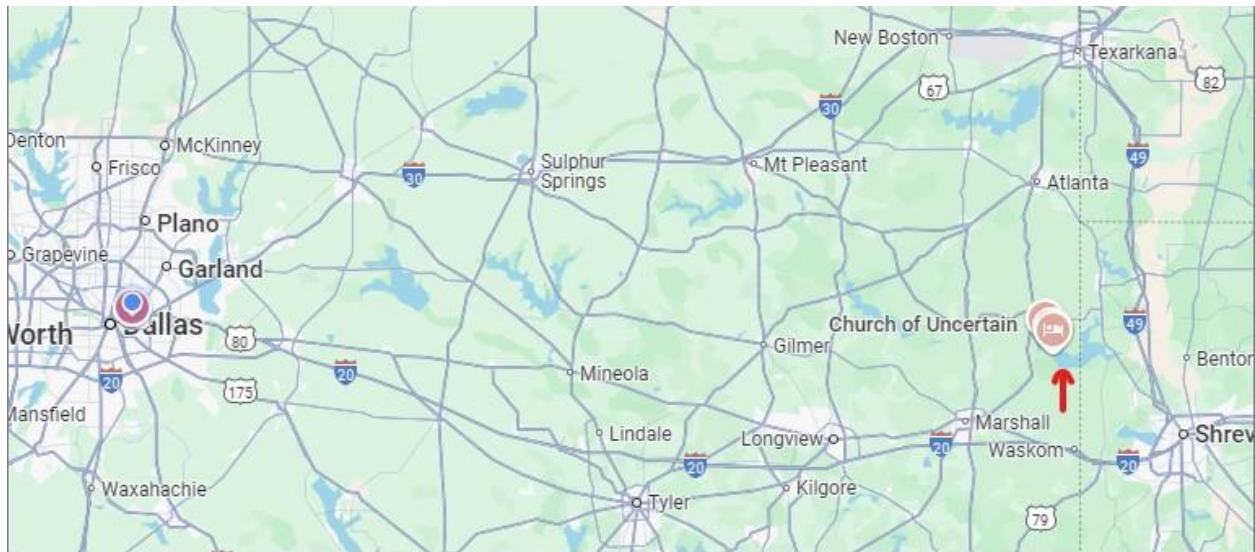 New Boston
Texarkana
30
67
82
Denton
McKinney
Frisco
30
Sulphur
Springs
Mt Pleasant
49
Atlanta
Plano
Grapevine
Garland
Worth
Dallas
80
20
Church of Uncertain
49
Gilmer
Benton
20
175
Mineola
Mansfield
Lindale
Longview
Marshall
20
Waskom
20
Shrev
20
Waxahachie
Tyler
Kilgore
79